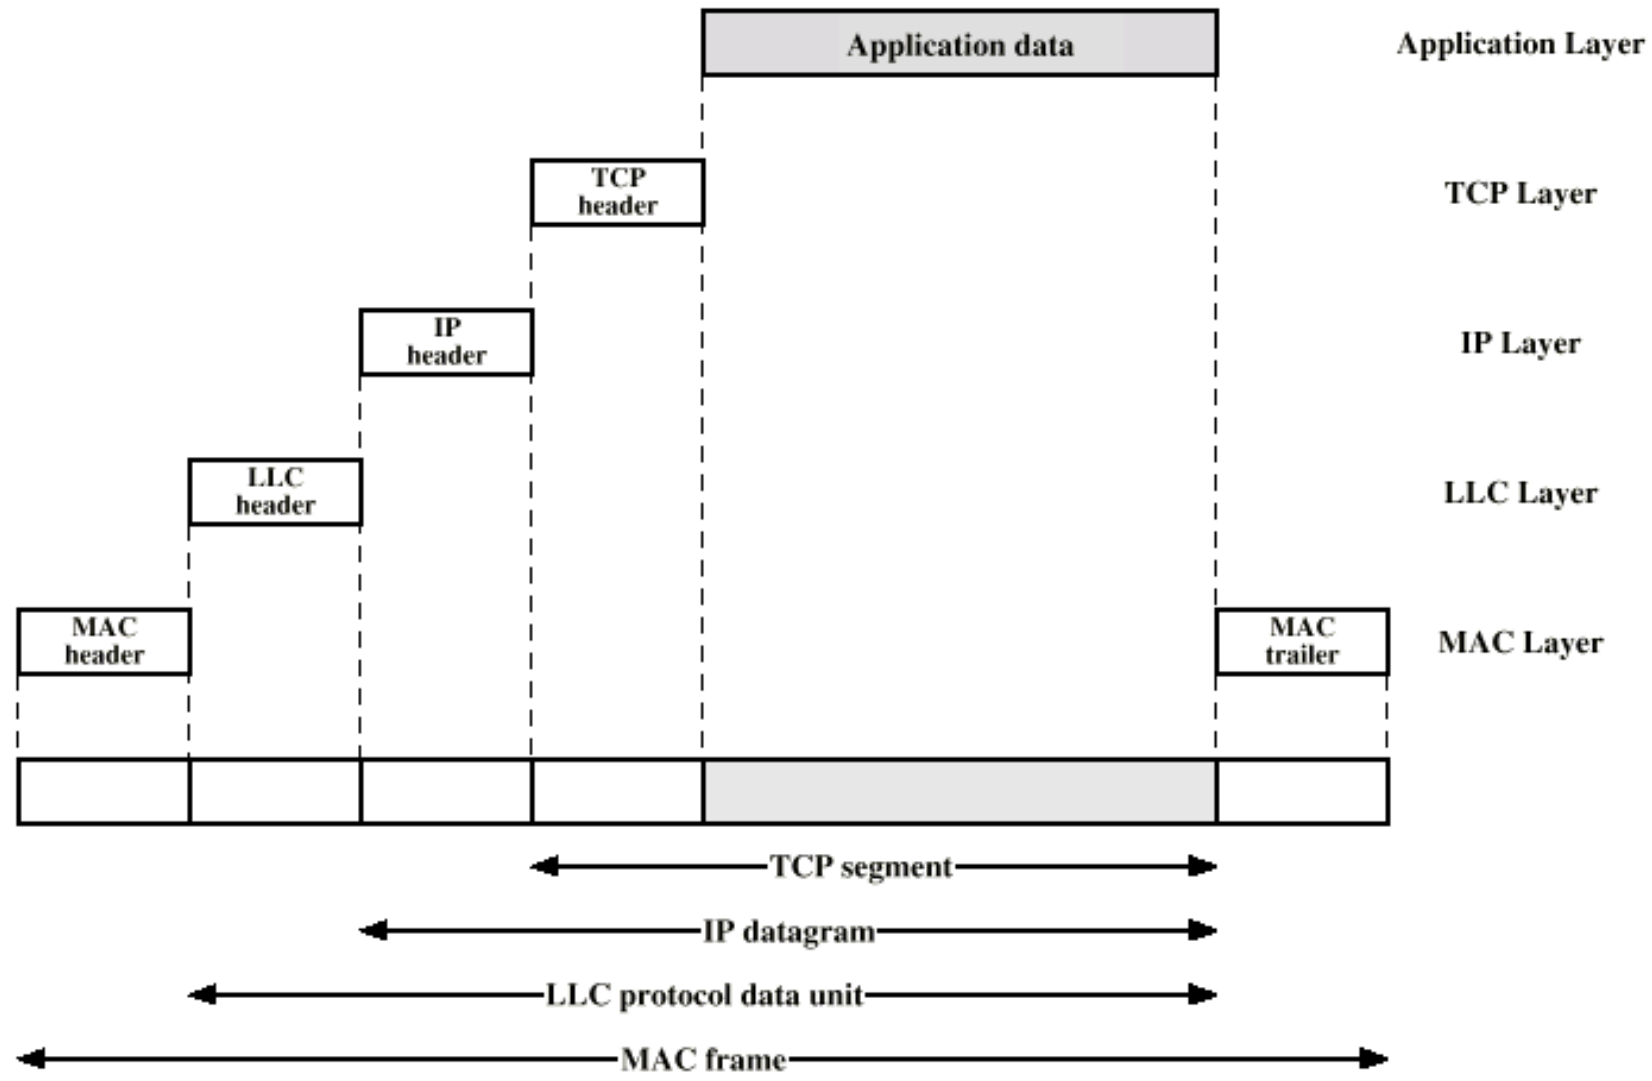 Application data
Application Layer
TCP
header
TCP Layer
IP
header
IP Layer
LLC
header
LLC Layer
MAC
header
MAC
trailer
MAC Layer
TCP segment
IP datagram
LLC protocol data unit
MAC frame